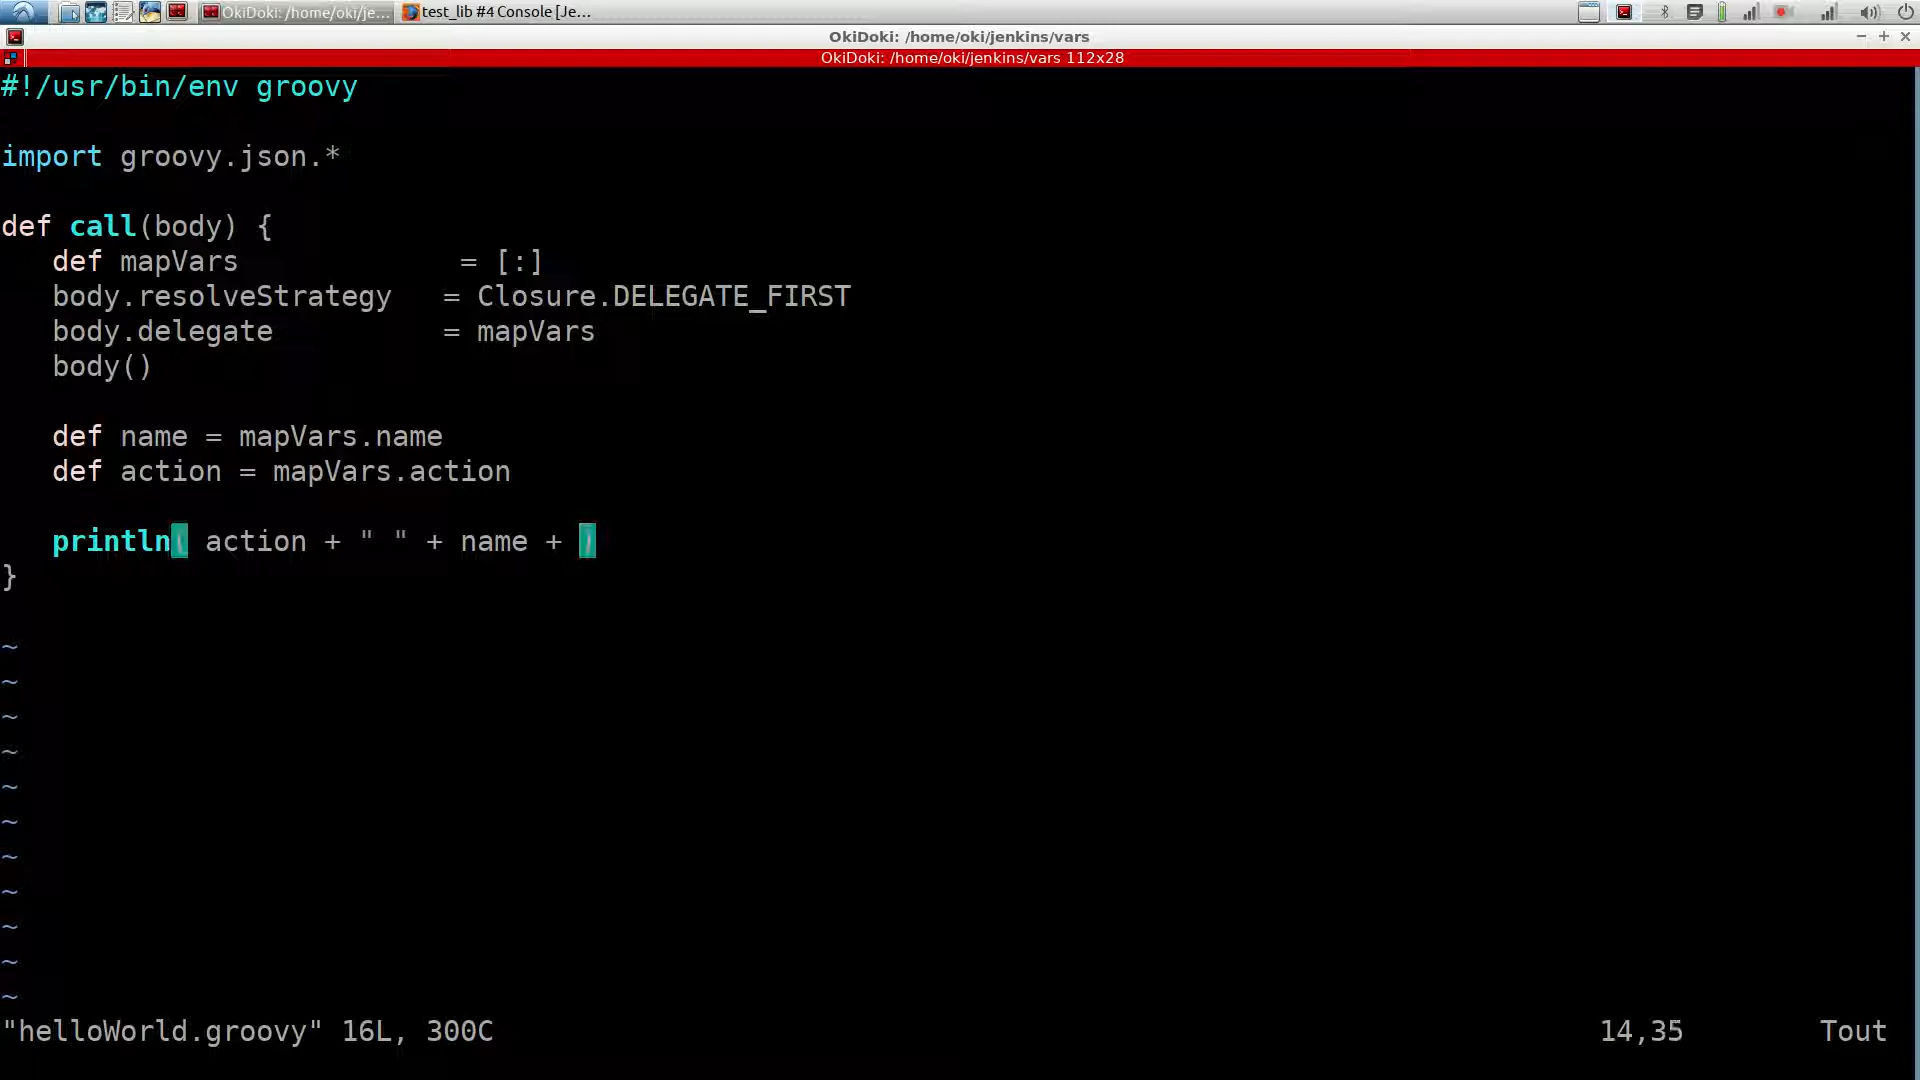 OkiDoki: /home/oki/je...
test_lib #4 Console [Je...
OkiDoki: /home/oki/jenkins/vars
OkiDoki: /home/oki/jenkins/vars 112x28
#!/usr/bin/env groovy
import groovy.json.*
def call(body) {
def mapVars = [:]
body.resolveStrategy = Closure.DELEGATE_FIRST
body.delegate = mapVars
body()
def name = mapVars.name
def action = mapVars.action
println( action + " " + name + )
}
~
~
~
~
~
~
~
~
~
~
~
"helloWorld.groovy" 16L, 300C 14,35 Tout